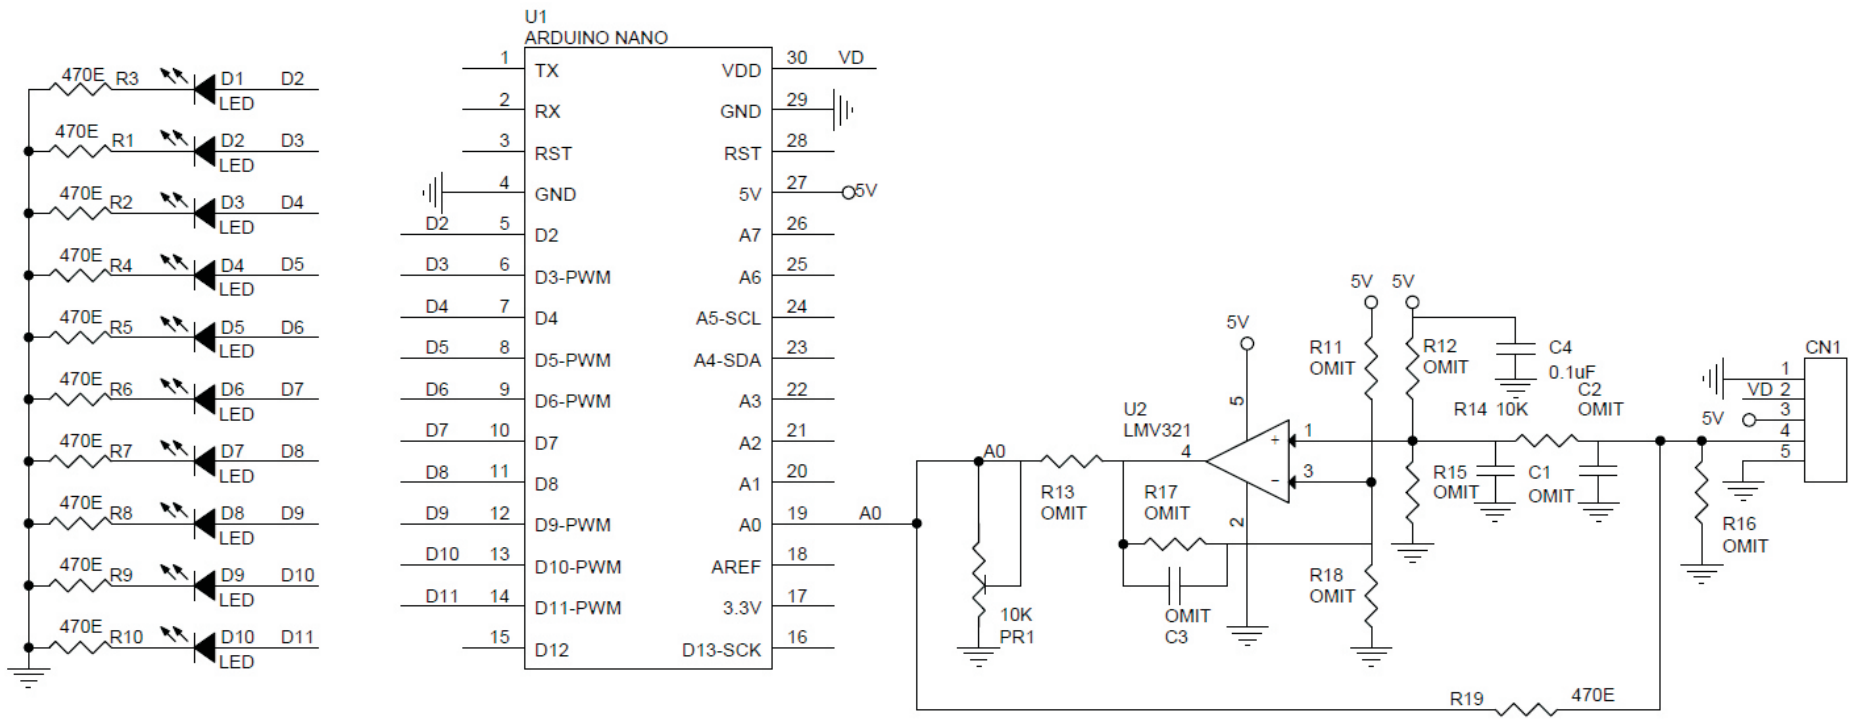 470E R3 D1 D2
LED
470E R1 D2 D3
LED
470E R2 D3 D4
LED
470E R4 D4 D5
LED
470E R5 D5 D6
LED
470E R6 D6 D7
LED
470E R7 D7 D8
LED
470E R8 D8 D9
LED
470E R9 D9 D10
LED
470E R10 D10 D11
LED
U1
ARDUINO NANO
1 TX VDD 30 VD
2 RX GND 29
3 RST RST 28
4 GND 5V 27 5V
D2 5 D2 A7 26
D3 6 D3-PWM A6 25
D4 7 D4 A5-SCL 24
D5 8 D5-PWM A4-SDA 23
D6 9 D6-PWM A3 22
D7 10 D7 A2 21
D8 11 D8 A1 20
D9 12 D9-PWM A0 19 A0
D10 13 D10-PWM AREF 18
D11 14 D11-PWM 3.3V 17
15 D12 D13-SCK 16
A0
10K
PR1
R13
OMIT
R17
OMIT
OMIT
C3
U2
LMV321
4
5V
5
+ 1
- 3
2
5V
R11
OMIT
R18
OMIT
5V
R12
OMIT
C4
0.1uF
C2
OMIT
R14 10K
R15
OMIT
C1
OMIT
R16
OMIT
CN1
1
VD 2
5V 3
4
5
R19 470E